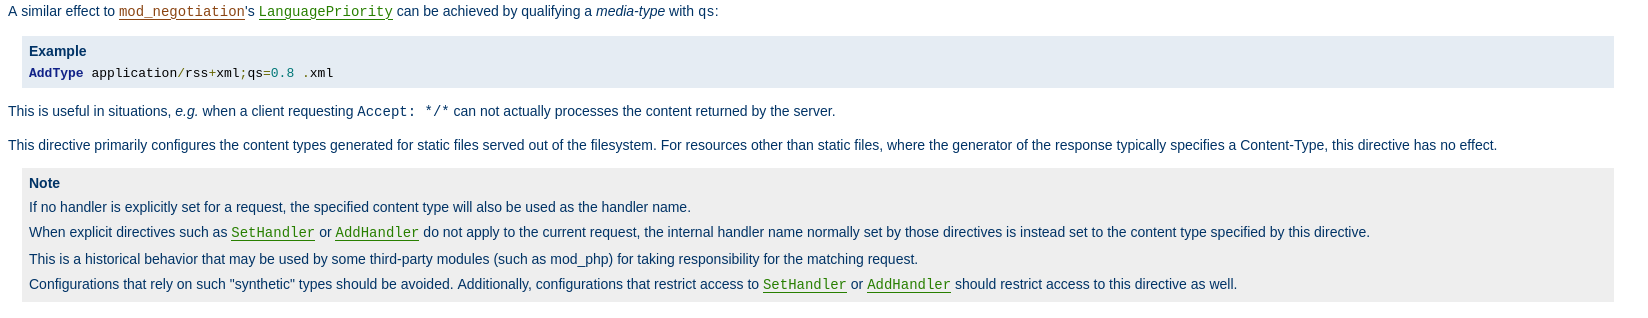 A similar effect to mod_negotiation's LanguagePriority can be achieved by qualifying a media-type with qs:
Example
AddType application/rss+xml;qs=0.8 .xml
This is useful in situations, e.g. when a client requesting Accept: */* can not actually processes the content returned by the server.
This directive primarily configures the content types generated for static files served out of the filesystem. For resources other than static files, where the generator of the response typically specifies a Content-Type, this directive has no effect.
Note
If no handler is explicitly set for a request, the specified content type will also be used as the handler name.
When explicit directives such as SetHandler or AddHandler do not apply to the current request, the internal handler name normally set by those directives is instead set to the content type specified by this directive.
This is a historical behavior that may be used by some third-party modules (such as mod_php) for taking responsibility for the matching request.
Configurations that rely on such "synthetic" types should be avoided. Additionally, configurations that restrict access to SetHandler or AddHandler should restrict access to this directive as well.